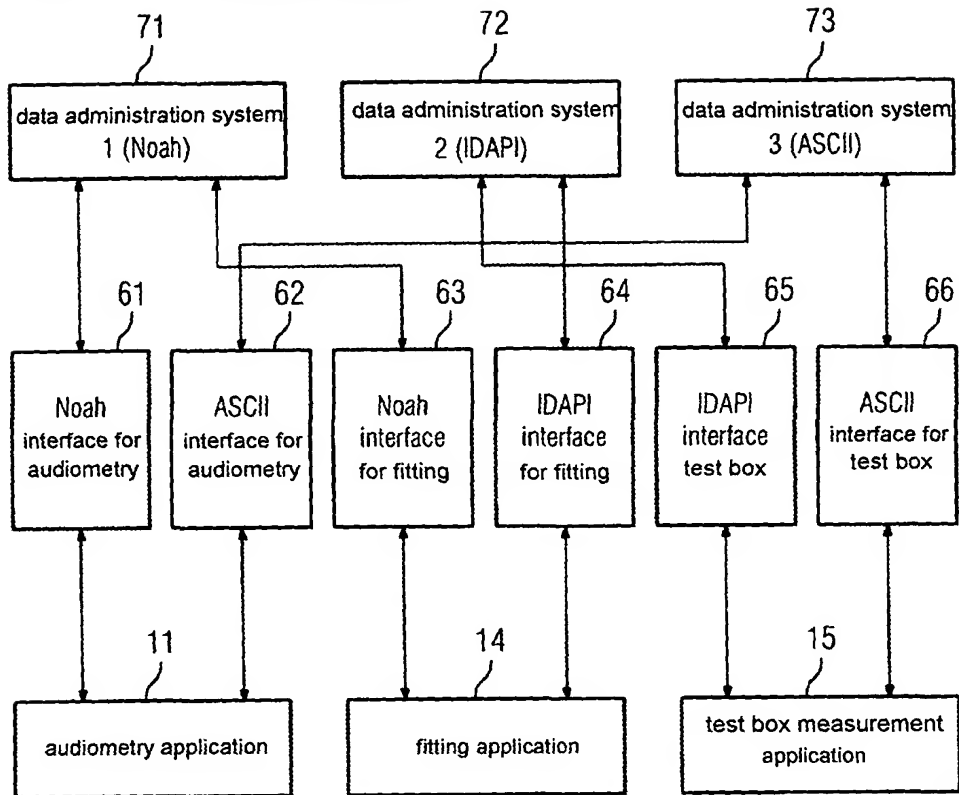 71
72
73
data administration system
1 (Noah)
data administration system
2 (IDAPI)
data administration system
3 (ASCII)
61
62
63
64
65
66
Noah
interface for
audiometry
ASCII
interface for
audiometry
Noah
interface
for fitting
IDAPI
interface
for fitting
IDAPI
interface
test box
ASCII
interface for
test box
11
14
15
audiometry application
fitting application
test box measurement
application